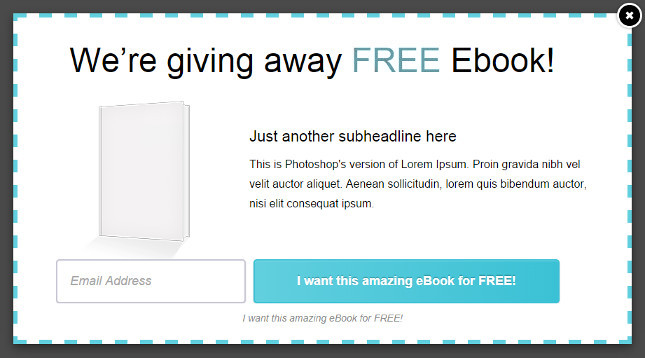 We're giving away FREE Ebook!
Just another subheadline here
This is Photoshop's version of Lorem Ipsum. Proin gravida nibh vel
velit auctor aliquet. Aenean sollicitudin, lorem quis bibendum auctor,
nisi elit consequat ipsum.
Email Address
I want this amazing eBook for FREE!
I want this amazing eBook for FREE!